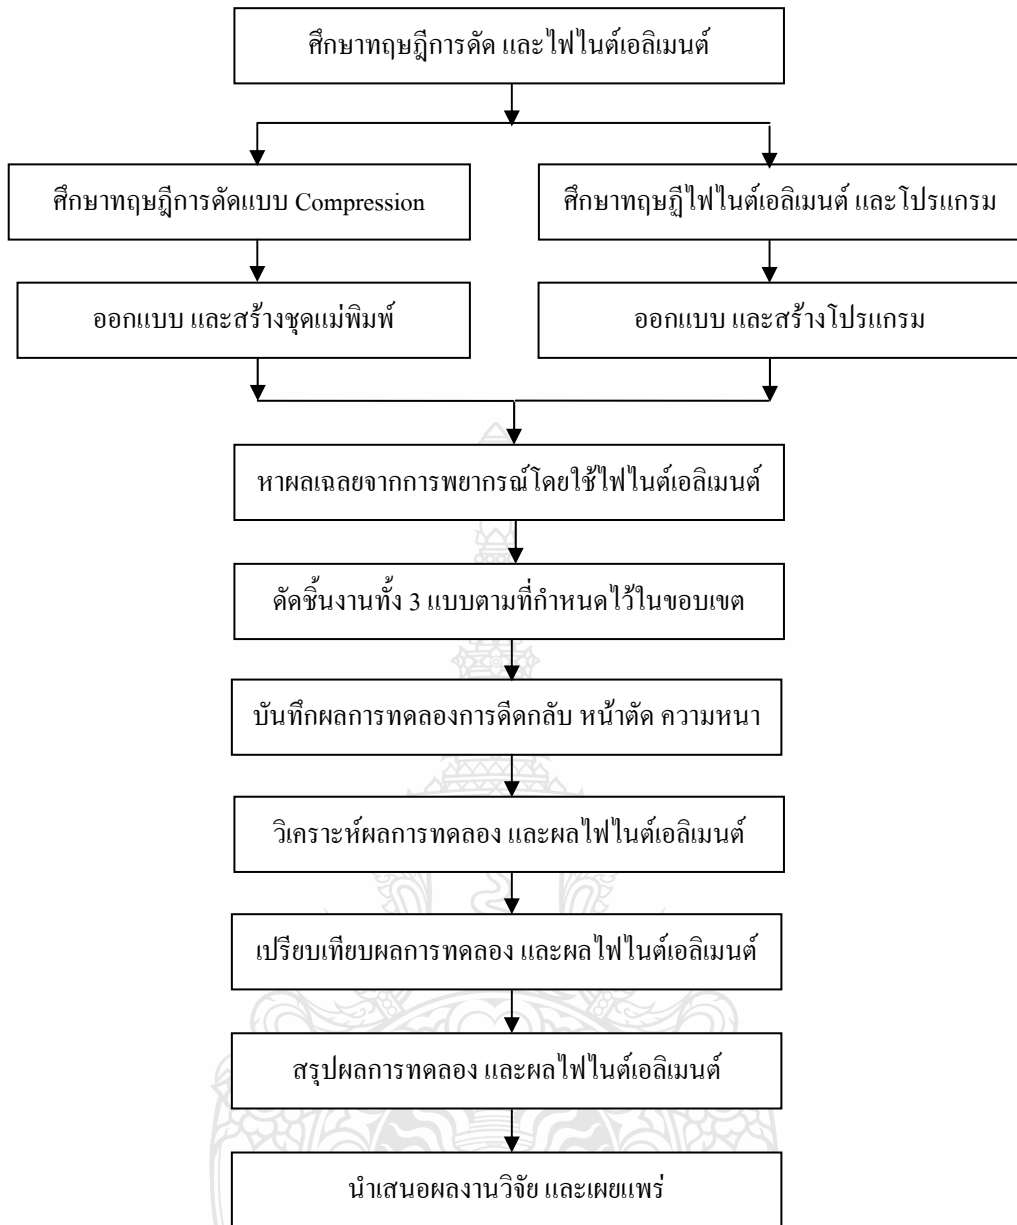 ศึกษาทฤษฎีการดัด และไฟไนต์เอลิเมนต์
ศึกษาทฤษฎีการดัดแบบ Compression
ศึกษาทฤษฎีไฟไนต์เอลิเมนต์ และโปรแกรม
ออกแบบ และสร้างชุดแม่พิมพ์
ออกแบบ และสร้างโปรแกรม
หาผลเฉลยจากการพยากรณ์โดยใช้ไฟไนต์เอลิเมนต์
ดัดชิ้นงานทั้ง 3 แบบตามที่กำหนดไว้ในขอบเขต
บันทึกผลการทดลองการดีดกลับ หน้าตัด ความหนา
วิเคราะห์ผลการทดลอง และผลไฟไนต์เอลิเมนต์
เปรียบเทียบผลการทดลอง และผลไฟไนต์เอลิเมนต์
สรุปผลการทดลอง และผลไฟไนต์เอลิเมนต์
นำเสนอผลงานวิจัย และเผยแพร่